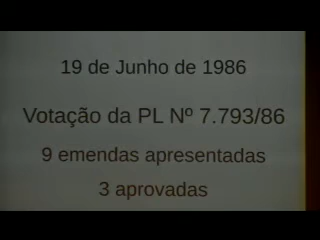 19 de Junho de 1986
Votação da PL Nº 7.793/86
9 emendas apresentadas
3 aprovadas